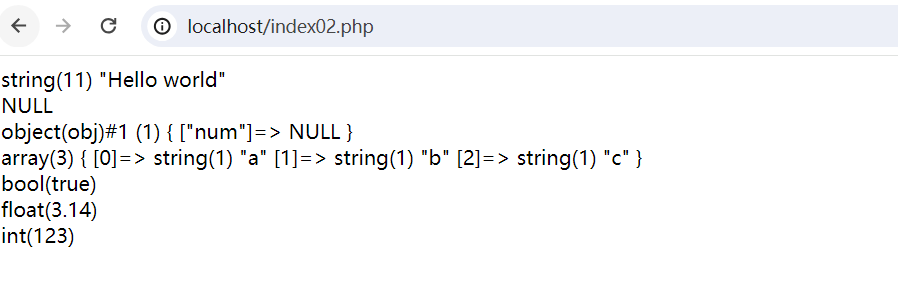 localhost/index02.php
string(11) "Hello world"
NULL
object(obj)#1 (1) { ["num"]=> NULL }
array(3) { [0]=> string(1) "a" [1]=> string(1) "b" [2]=> string(1) "c" }
bool(true)
float(3.14)
int(123)